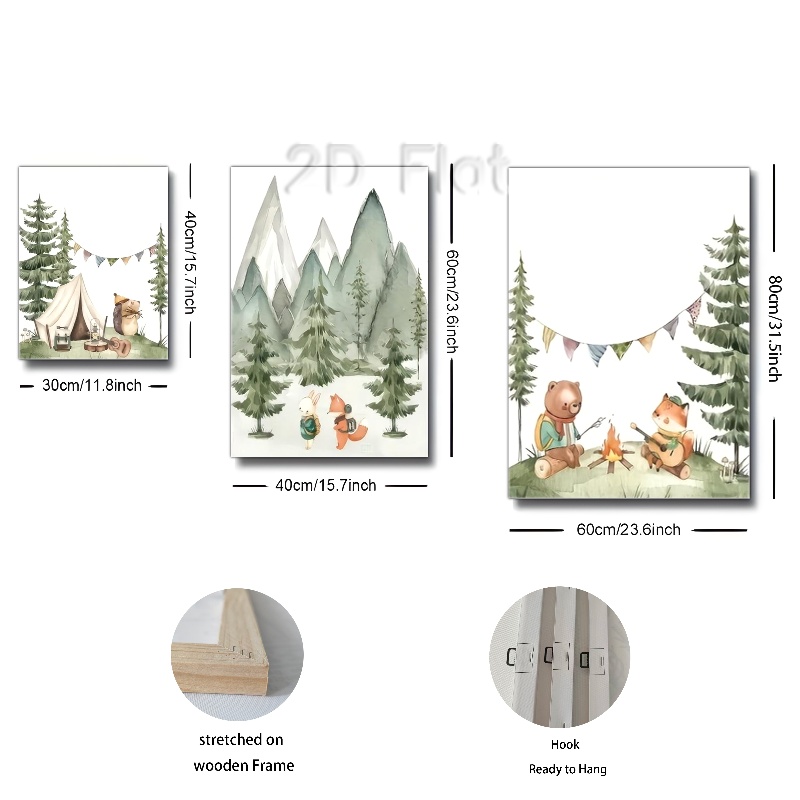 2D Flat
40cm/15.7inch
30cm/11.8inch
60cm/23.6inch
40cm/15.7inch
80cm/31.5inch
60cm/23.6inch
stretched on
wooden Frame
Hook
Ready to Hang